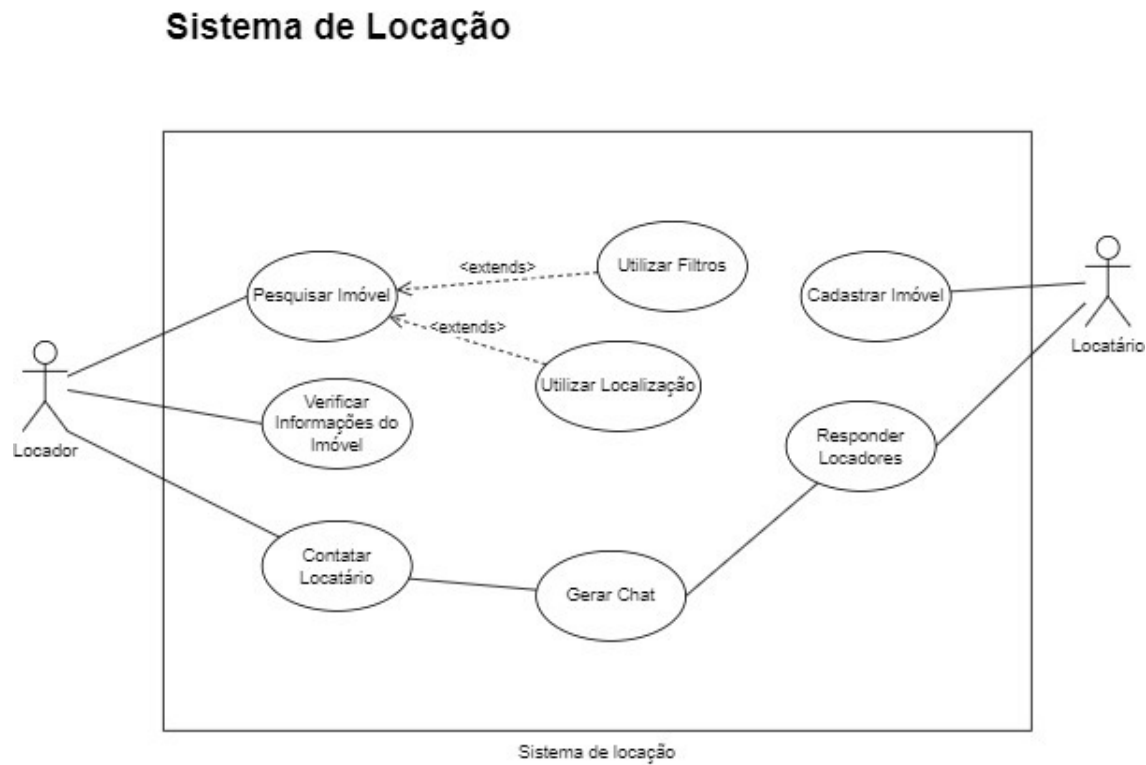 Sistema de Locação
Pesquisar Imóvel
<extends>
Utilizar Filtros
Cadastrar Imóvel
<extends>
Locatário
Utilizar Localização
Verificar
Informações do
Imóvel
Locador
Responder
Locadores
Contatar
Locatário
Gerar Chat
Sistema de locação